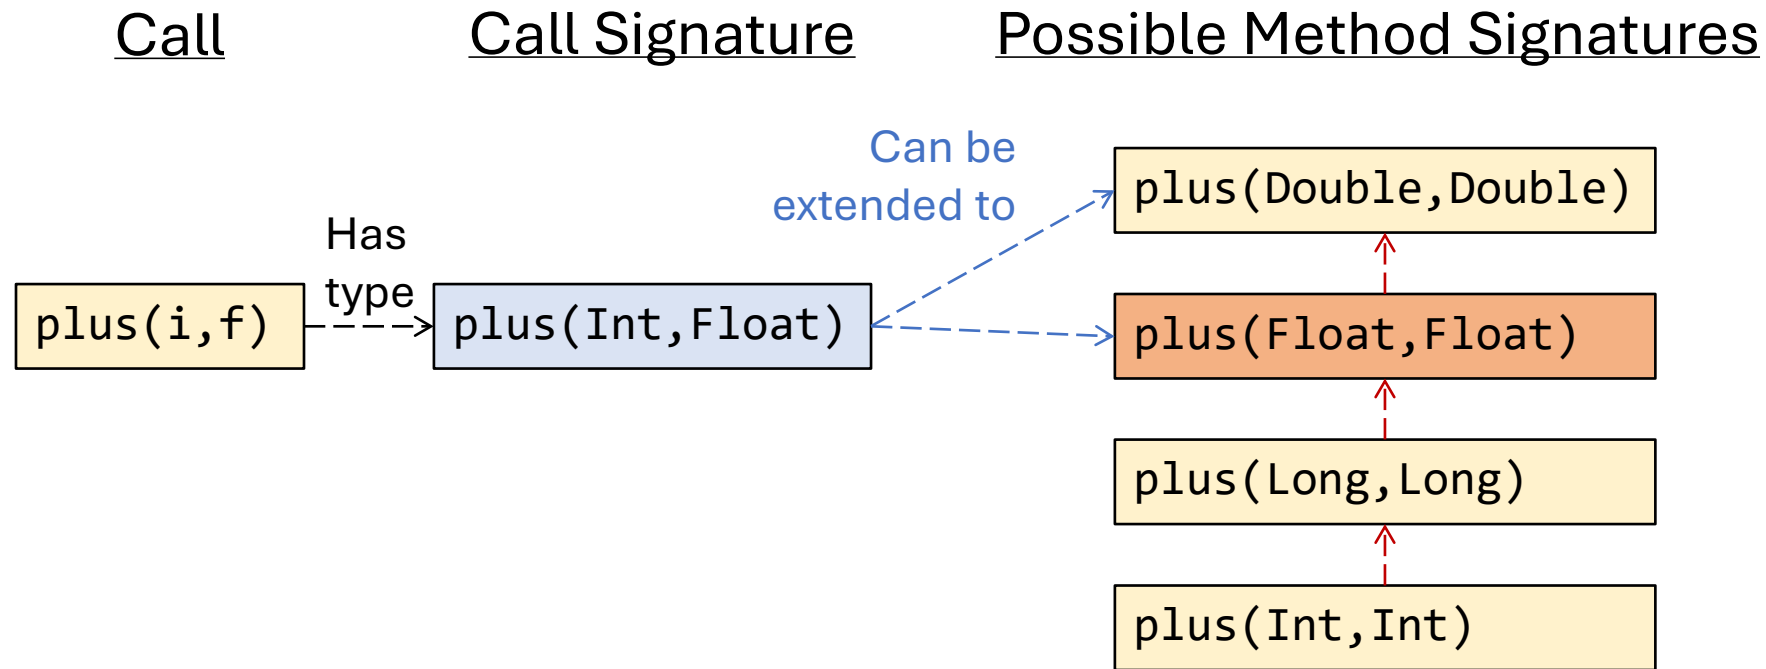 Call
Call Signature
Possible Method Signatures
Can be
extended to
Has
type
plus(i,f)
plus(Int,Float)
plus(Double,Double)
plus(Float,Float)
plus(Long,Long)
plus(Int,Int)